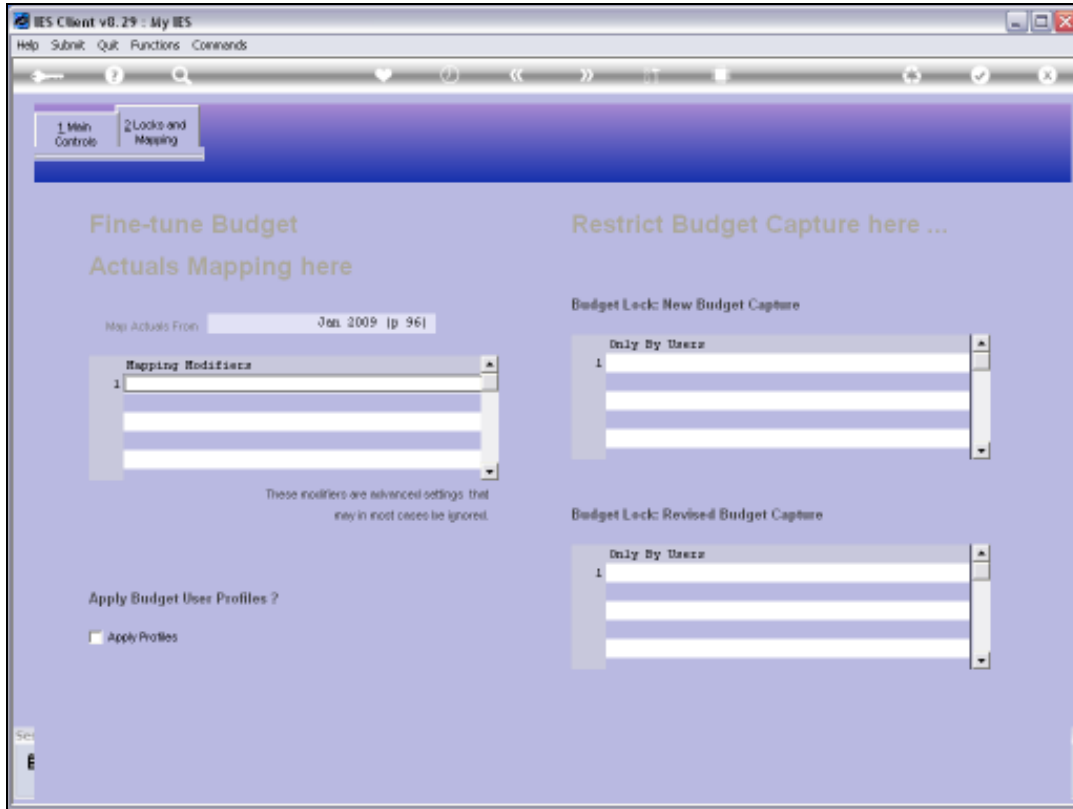 IES Client v8.29 : My IES
Help Submit Quit Functions Commands
1 Main Controls
2 Locks and Mapping
Fine-tune Budget
Actuals Mapping here
Map Actuals From
Jan 2009 (p 96)
Mapping Modifiers
1
These modifiers are advanced settings that
may in most cases be ignored.
Apply Budget User Profiles ?
Apply Profiles
Restrict Budget Capture here ...
Budget Lock: New Budget Capture
Only By Users
1
Budget Lock: Revised Budget Capture
Only By Users
1